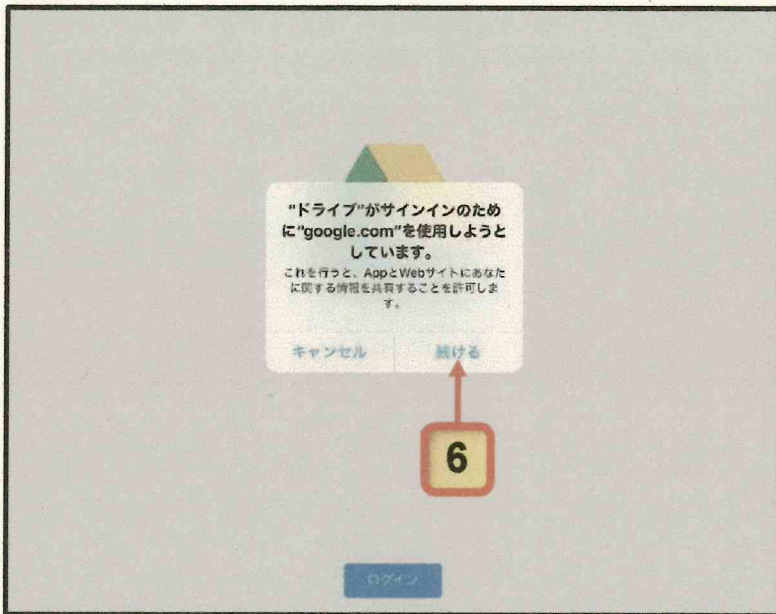 "ドライブ"がサインインのため
に"google.com"を使用しようと
しています。
これを行うと、AppとWebサイトにあなた
に関する情報を共有することを許可しま
す。
キャンセル 続ける
6
ログイン